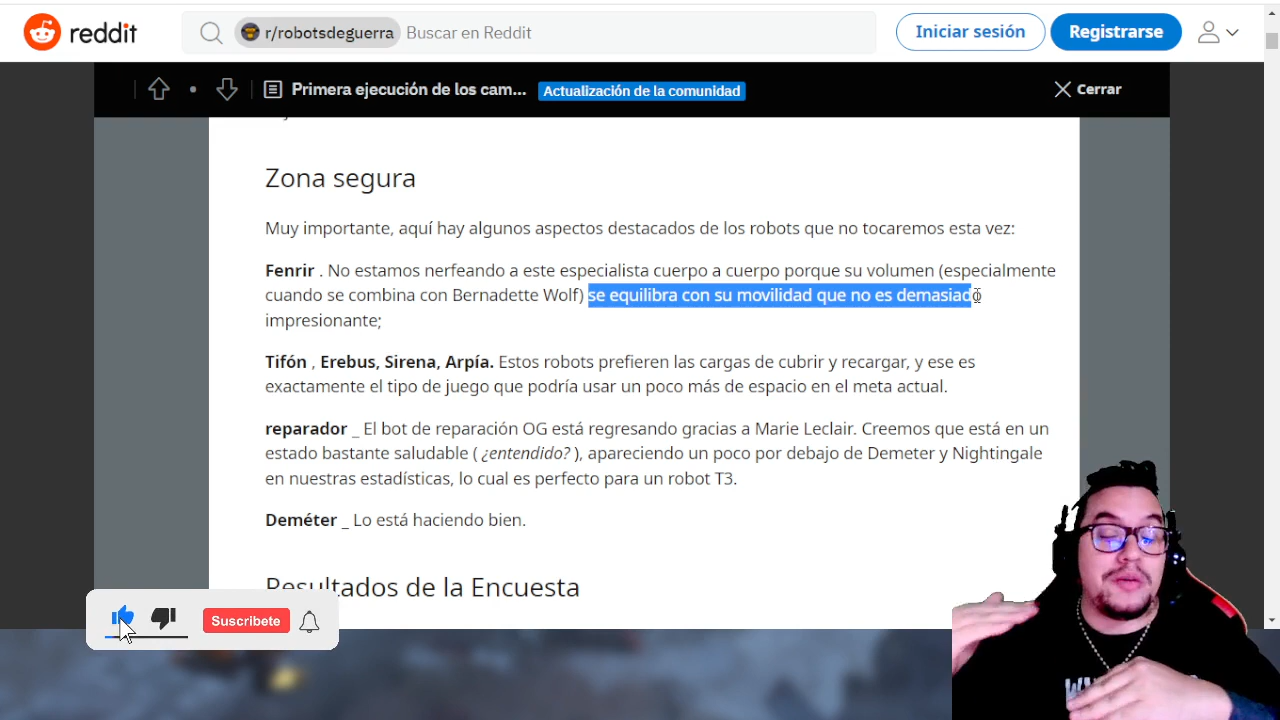 reddit
r/robotsdeguerra
Buscar en Reddit
Iniciar sesión
Registrarse
Primera ejecución de los cam...
Actualización de la comunidad
Cerrar
Zona segura
Muy importante, aquí hay algunos aspectos destacados de los robots que no tocaremos esta vez:
Fenrir . No estamos nerfeando a este especialista cuerpo a cuerpo porque su volumen (especialmente
cuando se combina con Bernadette Wolf) se equilibra con su movilidad que no es demasiado
impresionante;
Tifón , Erebus, Sirena, Arpía. Estos robots prefieren las cargas de cubrir y recargar, y ese es
exactamente el tipo de juego que podría usar un poco más de espacio en el meta actual.
reparador _ El bot de reparación OG está regresando gracias a Marie Leclair. Creemos que está en un
estado bastante saludable ( ¿entendido? ), apareciendo un poco por debajo de Demeter y Nightingale
en nuestras estadísticas, lo cual es perfecto para un robot T3.
Deméter _ Lo está haciendo bien.
Resultados de la Encuesta
Suscribete